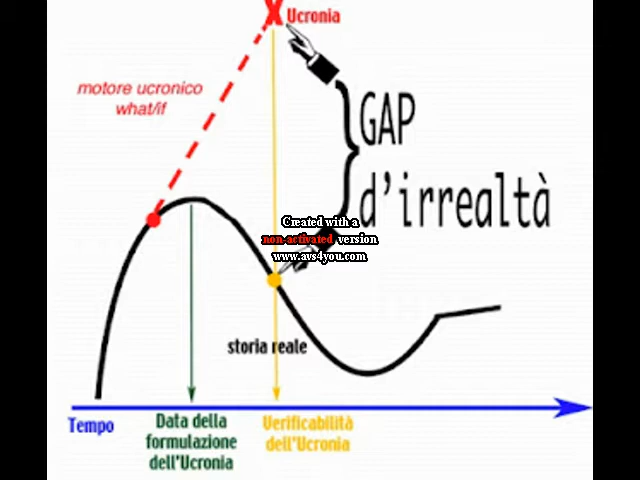 Ucronia
motore ucronico
what/if
GAP
d'irrealtà
Created with a
non-activated version
www.avs4you.com
storia reale
Tempo
Data della
formulazione
dell'Ucronia
Verificabilità
dell'Ucronia